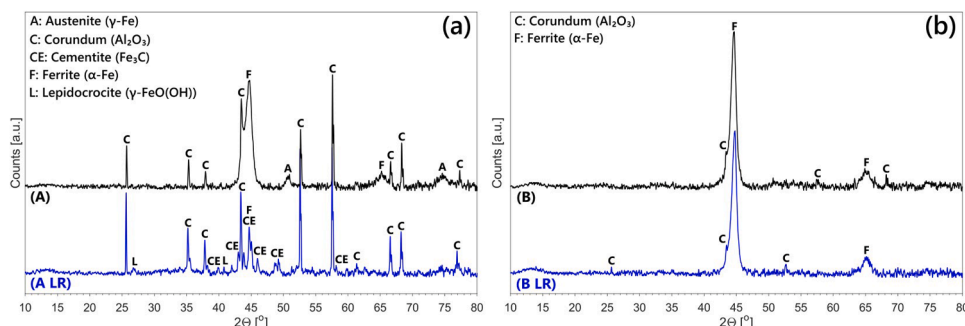 A: Austenite (γ-Fe)
C: Corundum (Al₂O₃)
CE: Cementite (Fe₃C)
F: Ferrite (α-Fe)
L: Lepidocrocite (γ-FeO(OH))
(a)
Counts [a.u.]
C
C
C
C
F
A
C
C
F
C
C
A
C
(A)
L
C
C
CE
L
CE
CE
C
F
CE
CE
CE
CE
C
C
C
C
(A LR)
10 15 20 25 30 35 40 45 50 55 60 65 70 75 80
2Θ [°]
C: Corundum (Al₂O₃)
F: Ferrite (α-Fe)
(b)
Counts [a.u.]
F
C
C
F
C
(B)
C
C
C
F
(B LR)
10 15 20 25 30 35 40 45 50 55 60 65 70 75 80
2Θ [°]